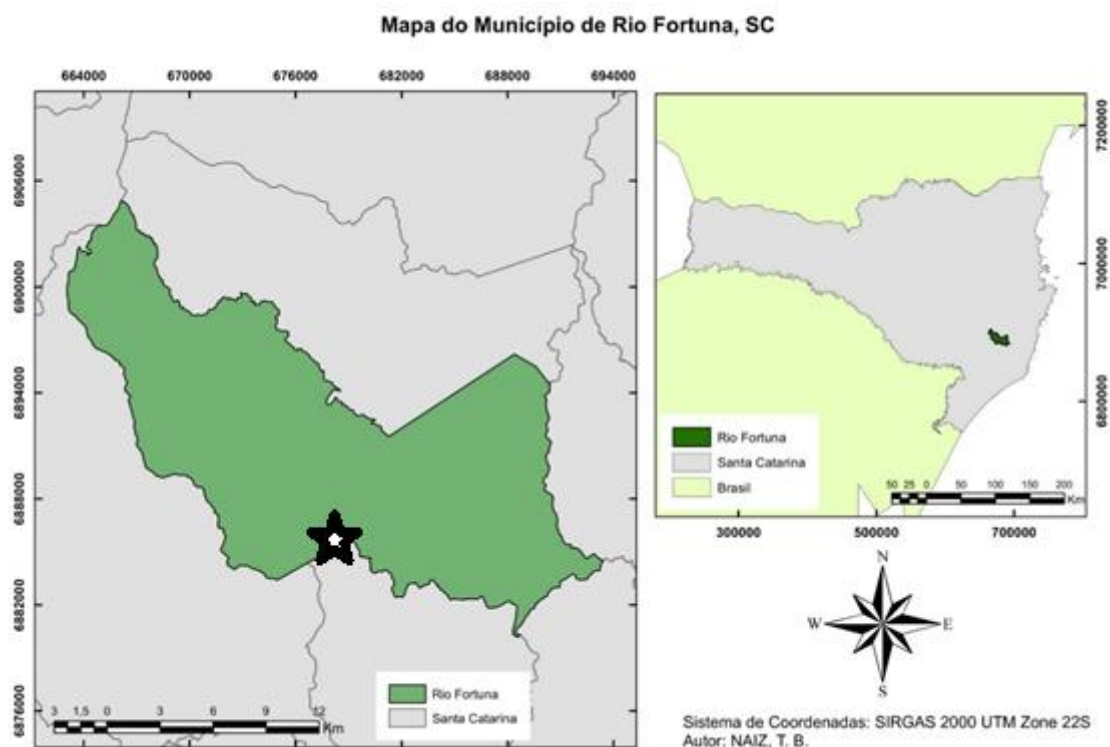 Mapa do Município de Rio Fortuna, SC
664000 670000 676000 682000 688000 694000
6906000
6900000
6894000
6888000
6882000
6876000
Rio Fortuna
Santa Catarina
3 1,5 0 3 6 9 12
Km
7200000
7000000
6800000
Rio Fortuna
Santa Catarina
Brasil
50 25 0 50 100 150 200
Km
300000 500000 700000
N
W E
S
Sistema de Coordenadas: SIRGAS 2000 UTM Zone 22S
Autor: NAIZ, T. B.